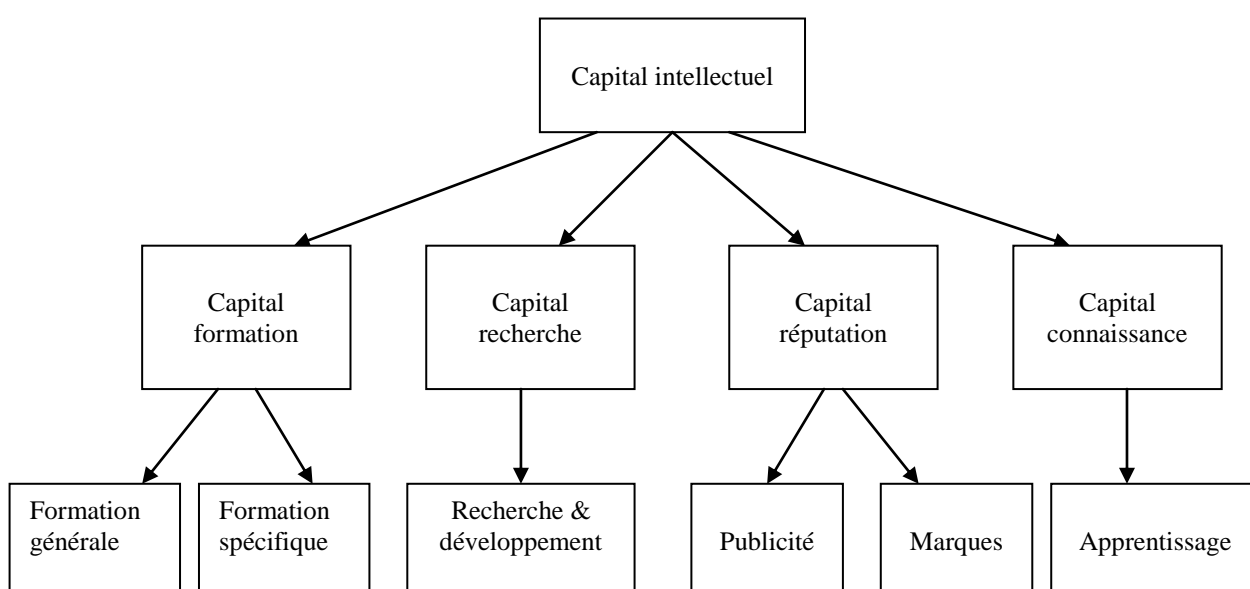 Capital intellectuel
Capital
formation
Capital
recherche
Capital
réputation
Capital
connaissance
Formation
générale
Formation
spécifique
Recherche &
développement
Publicité
Marques
Apprentissage